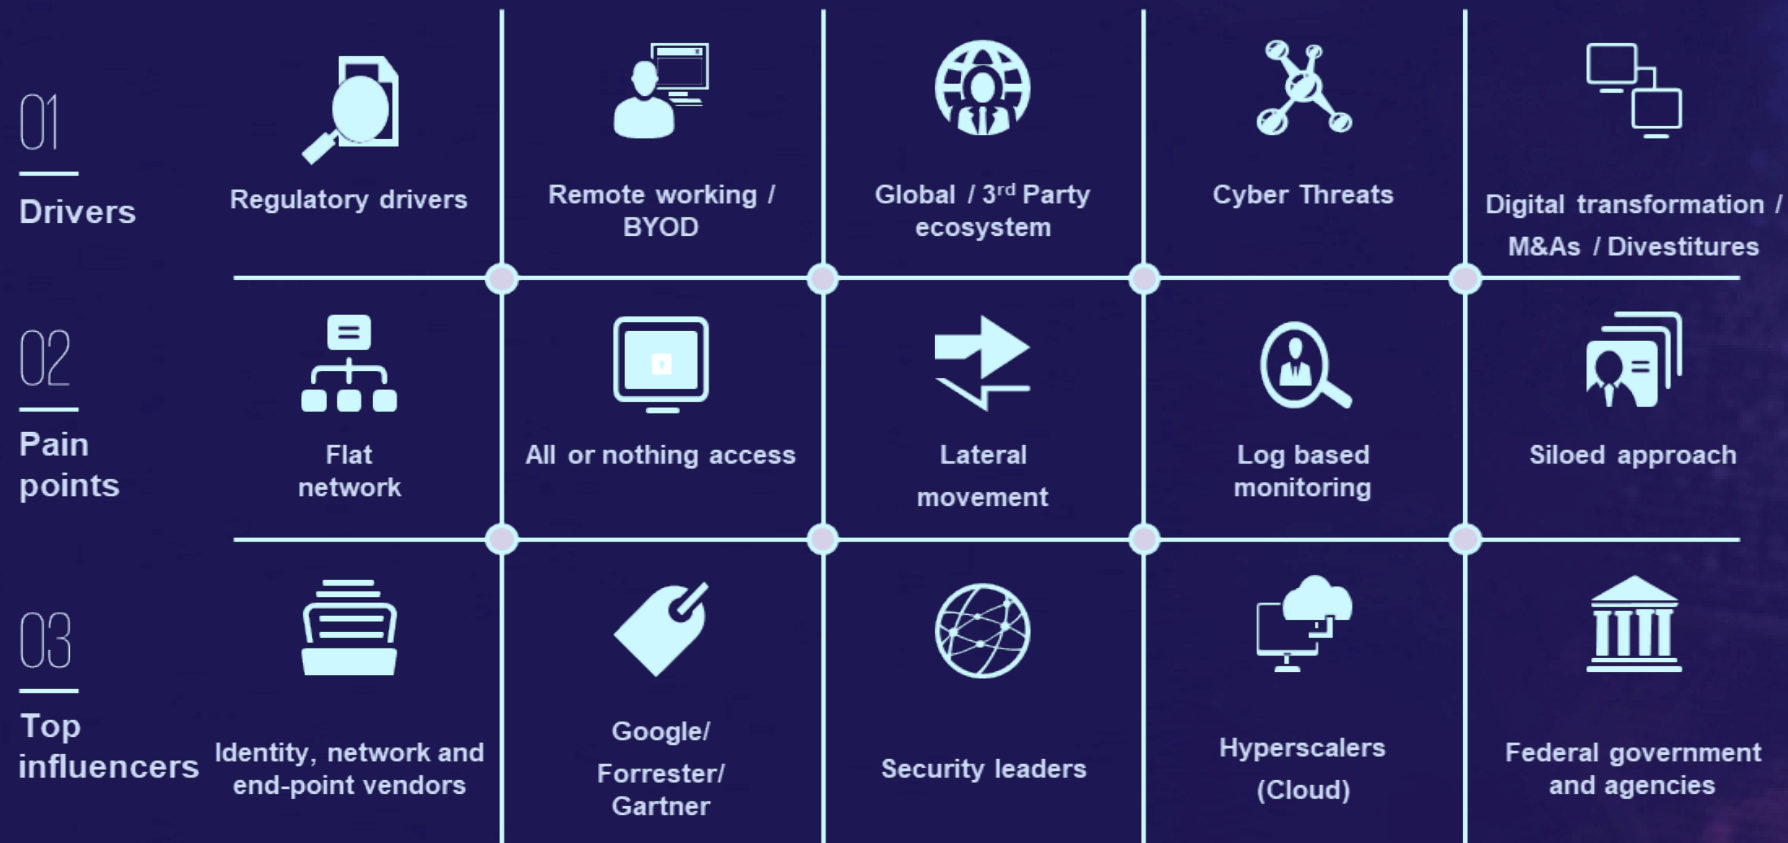 01
Drivers
Regulatory drivers
Remote working /
BYOD
Global / 3rd Party
ecosystem
Cyber Threats
Digital transformation /
M&As / Divestitures
02
Pain
points
Flat
network
All or nothing access
Lateral
movement
Log based
monitoring
Siloed approach
03
Top
influencers
Identity, network and
end-point vendors
Google/
Forrester/
Gartner
Security leaders
Hyperscalers
(Cloud)
Federal government
and agencies